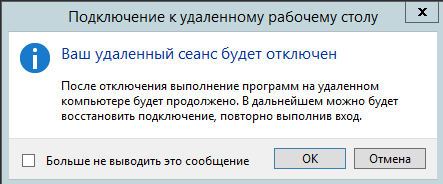 Подключение к удаленному рабочему столу
x
Ваш удаленный сеанс будет отключен
После отключения выполнение программ на удаленном
компьютере будет продолжено. В дальнейшем можно будет
восстановить подключение, повторно выполнив вход.
Больше не выводить это сообщение
ОК
Отмена